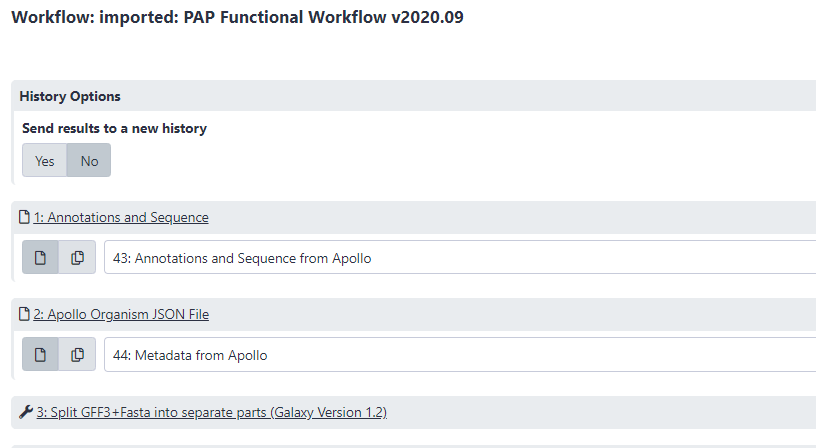 Workflow: imported: PAP Functional Workflow v2020.09
History Options
Send results to a new history
Yes No
1: Annotations and Sequence
43: Annotations and Sequence from Apollo
2: Apollo Organism JSON File
44: Metadata from Apollo
3: Split GFF3+Fasta into separate parts (Galaxy Version 1.2)